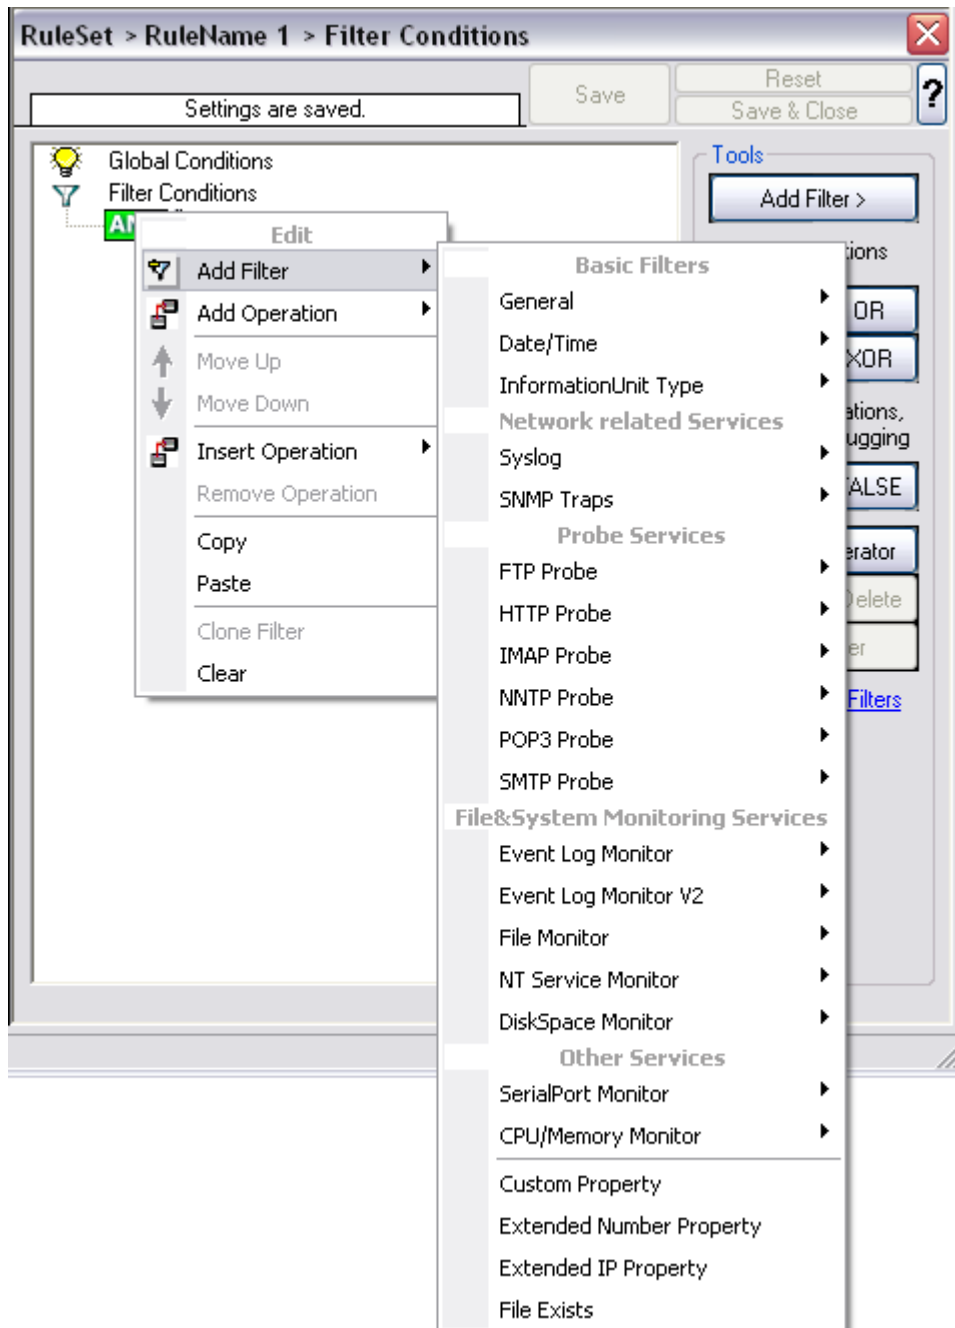 RuleSet > RuleName 1 > Filter Conditions
Settings are saved.
Save
Reset
Save & Close
?
Global Conditions
Filter Conditions
Tools
Add Filter >
OR
XOR
ugging
Filters
Edit
Add Filter
Add Operation
Move Up
Move Down
Insert Operation
Remove Operation
Copy
Paste
Clone Filter
Clear
Basic Filters
General
Date/Time
InformationUnit Type
Network related Services
Syslog
SNMP Traps
Probe Services
FTP Probe
HTTP Probe
IMAP Probe
NNTP Probe
POP3 Probe
SMTP Probe
File&System Monitoring Services
Event Log Monitor
Event Log Monitor V2
File Monitor
NT Service Monitor
DiskSpace Monitor
Other Services
SerialPort Monitor
CPU/Memory Monitor
Custom Property
Extended Number Property
Extended IP Property
File Exists